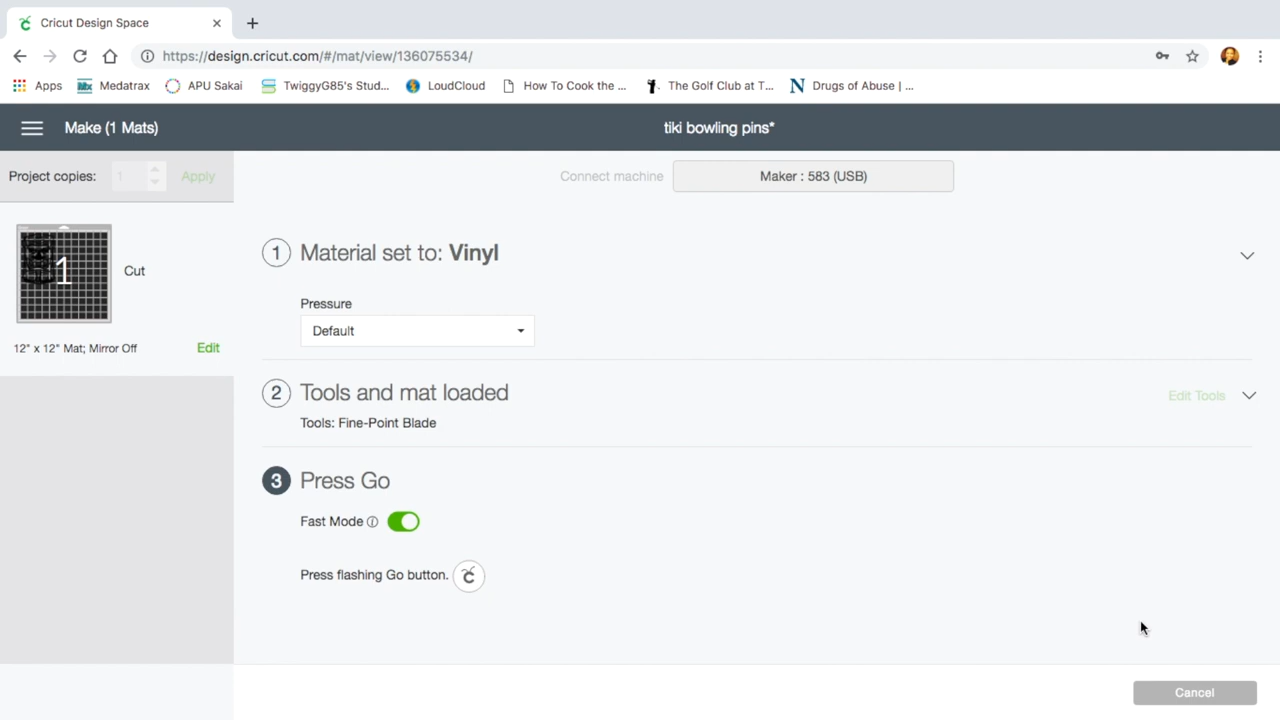 Cricut Design Space
https://design.cricut.com/#/mat/view/136075534/
Apps Medatrax APU Sakai TwiggyG85's Stud... LoudCloud How To Cook the ... The Golf Club at T... Drugs of Abuse | ...
Make (1 Mats) tiki bowling pins*
Project copies: 1 Apply Connect machine Maker : 583 (USB)
1 Material set to: Vinyl
1 Cut
Pressure
Default
12" x 12" Mat; Mirror Off Edit
2 Tools and mat loaded Edit Tools
Tools: Fine-Point Blade
3 Press Go
Fast Mode
Press flashing Go button.
Cancel